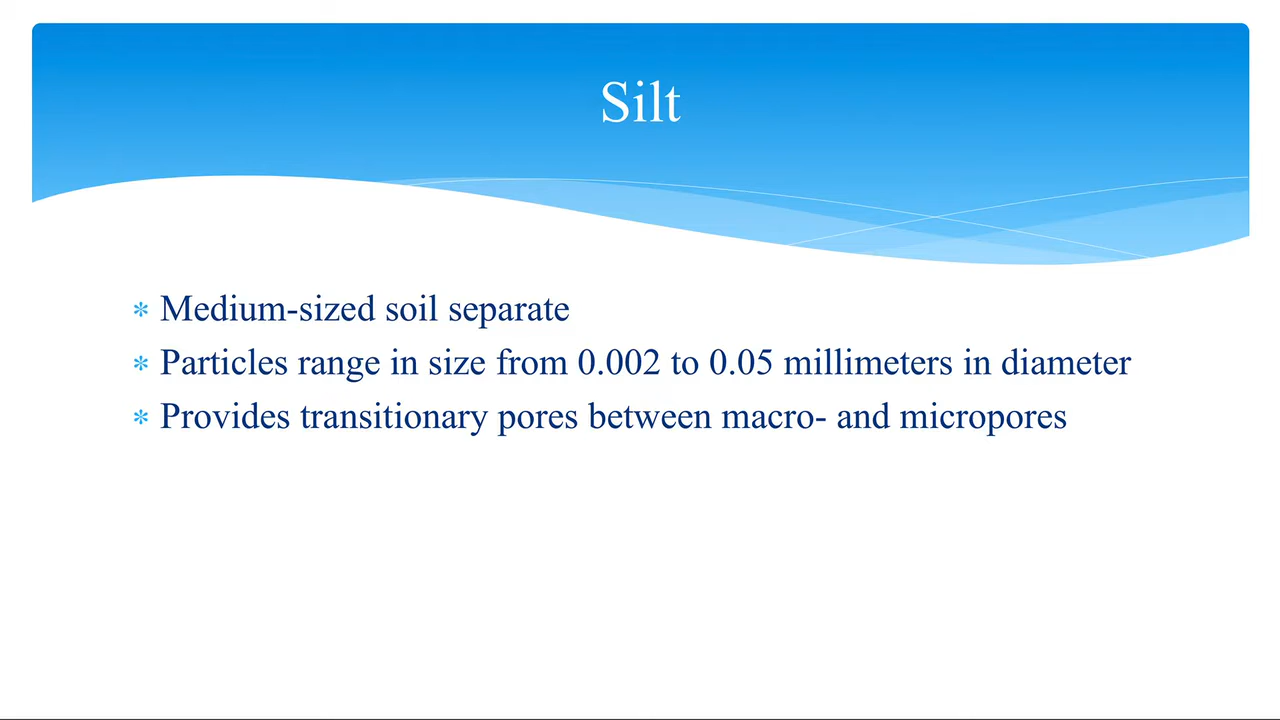 Silt
* Medium-sized soil separate
* Particles range in size from 0.002 to 0.05 millimeters in diameter
* Provides transitionary pores between macro- and micropores